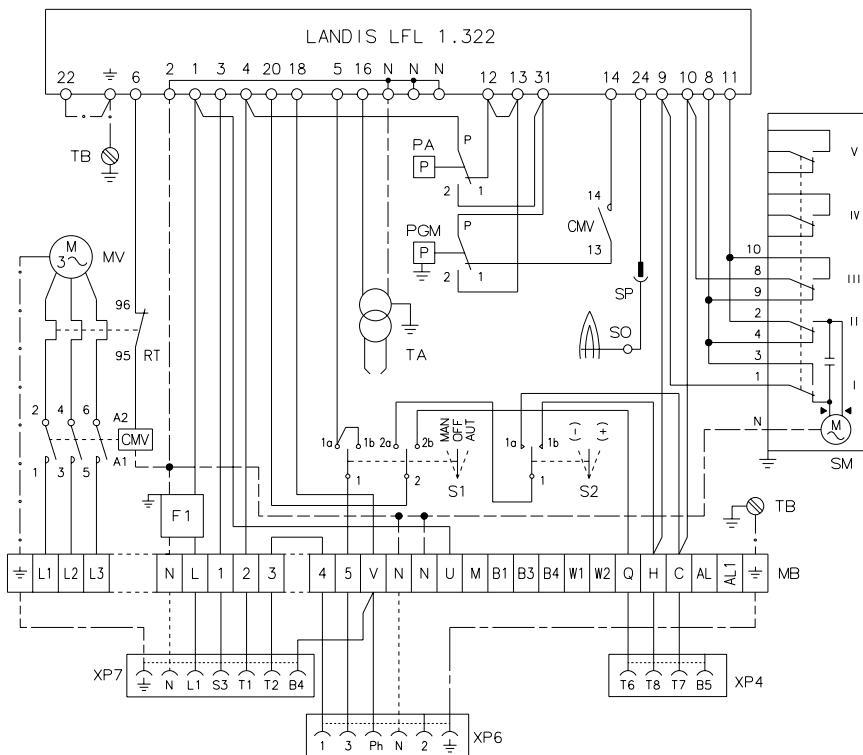 LANDIS LFL 1.322
22 6 2 1 3 4 20 18 5 16 N N N 12 13 31 14 24 9 10 8 11
TB
PA P P 2 1
PGM P P 2 1
14 CMV 13
SP
SO
TA
V
IV
10
8 III
9
2 II
4
3
1 I
N M
SM
M 3 MV
96
95 RT
2 4 6 A2
CMV
1 3 5 A1
1a 1b 2a 2b MAN OFF AUT
1 2 S1
1a 1b (-) (+)
1 S2
F1
TB
L1 L2 L3 N L 1 2 3 4 5 V N N U M B1 B3 B4 W1 W2 Q H C AL AL1 MB
XP7 N L1 S3 T1 T2 B4
T6 T8 T7 B5 XP4
1 3 Ph N 2 XP6